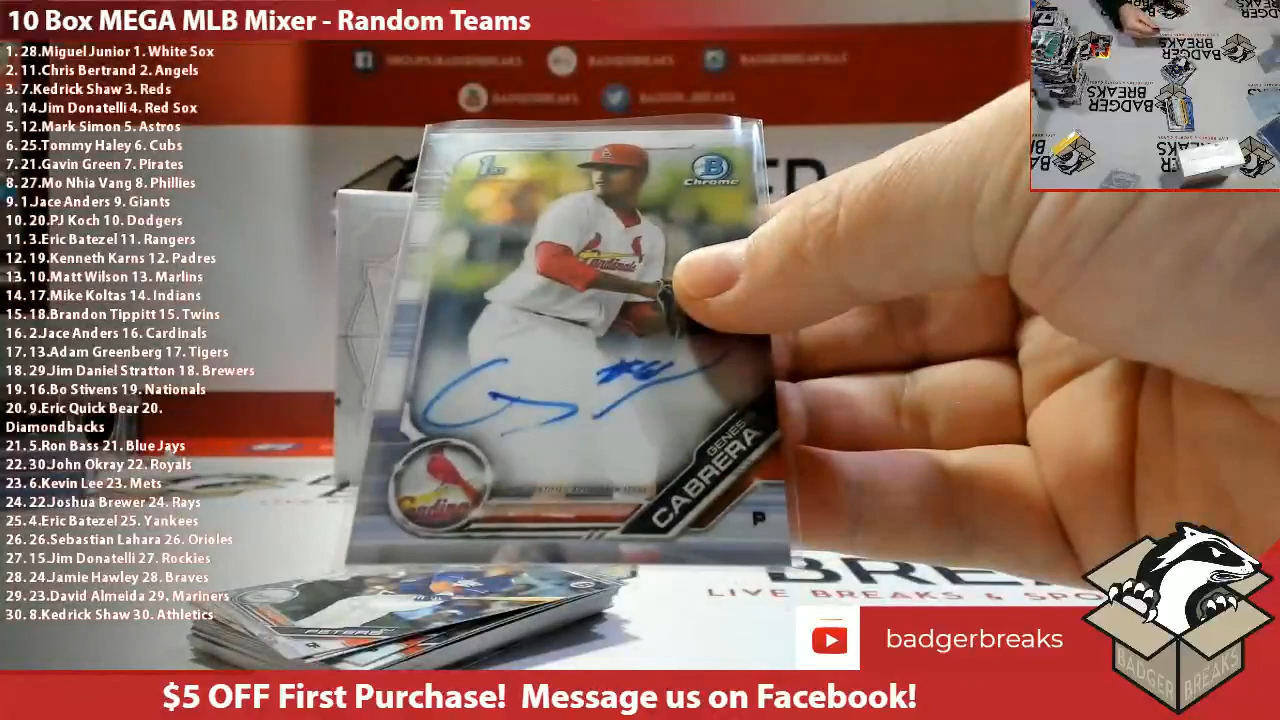 10 Box MEGA MLB Mixer - Random Teams
1. 28.Miguel Junior 1. White Sox
2. 11.Chris Bertrand 2. Angels
3. 7.Kedrick Shaw 3. Reds
4. 14.Jim Donatelli 4. Red Sox
5. 12.Mark Simon 5. Astros
6. 25.Tommy Haley 6. Cubs
7. 21.Gavin Green 7. Pirates
8. 27.Mo Nhia Vang 8. Phillies
9. 1.Jace Anders 9. Giants
10. 20.PJ Koch 10. Dodgers
11. 3.Eric Batezel 11. Rangers
12. 19.Kenneth Karns 12. Padres
13. 10.Matt Wilson 13. Marlins
14. 17.Mike Koltas 14. Indians
15. 18.Brandon Tippitt 15. Twins
16. 2.Jace Anders 16. Cardinals
17. 13.Adam Greenberg 17. Tigers
18. 29.Jim Daniel Stratton 18. Brewers
19. 16.Bo Stivens 19. Nationals
20. 9.Eric Quick Bear 20.
Diamondbacks
21. 5.Ron Bass 21. Blue Jays
22. 30.John Okray 22. Royals
23. 6.Kevin Lee 23. Mets
24. 22.Joshua Brewer 24. Rays
25. 4.Eric Batezel 25. Yankees
26. 26.Sebastian Lahara 26. Orioles
27. 15.Jim Donatelli 27. Rockies
28. 24.Jamie Hawley 28. Braves
29. 23.David Almeida 29. Mariners
30. 8.Kedrick Shaw 30. Athletics
1st
B
Chrome
Cardinals
GENESIS
CABRERA
P
PETERS
BADGER
BREAKS
LIVE BREAKS & SPO
badgerbreaks
BADGER BREAKS
$5 OFF First Purchase! Message us on Facebook!